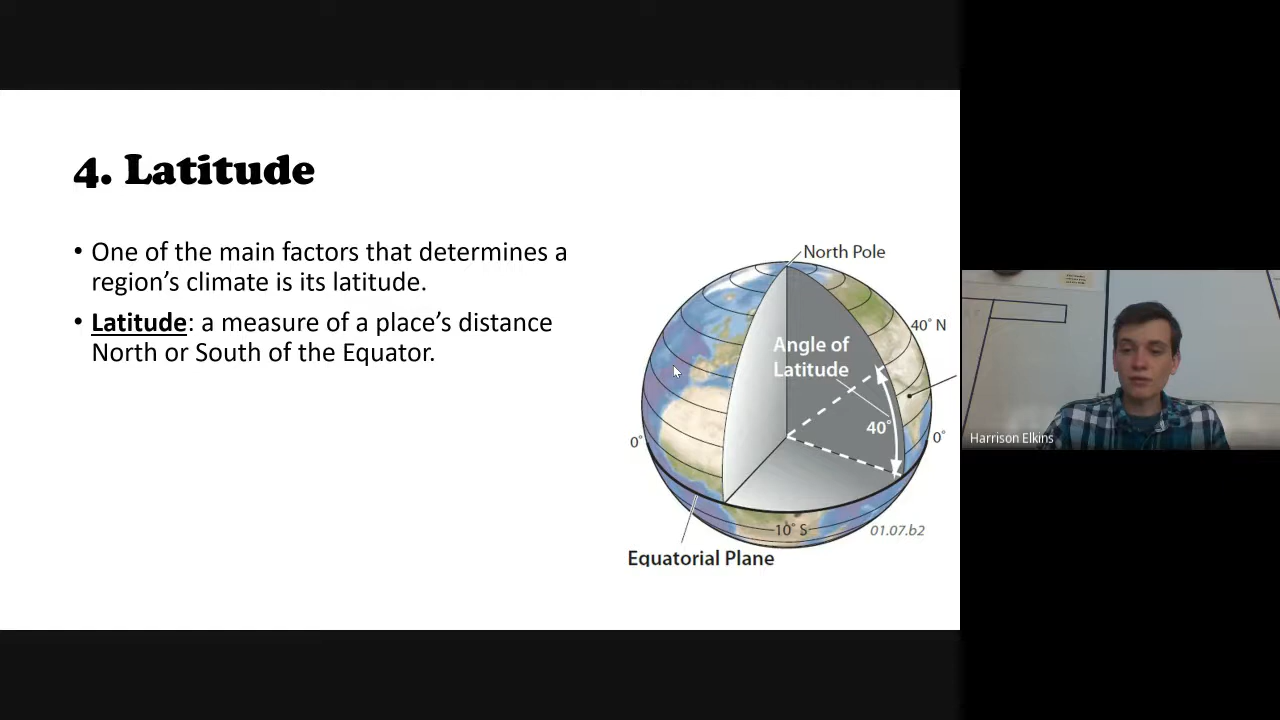 4. Latitude
• One of the main factors that determines a
region’s climate is its latitude.
• Latitude: a measure of a place’s distance
North or South of the Equator.
North Pole
40° N
Angle of
Latitude
40°
0°
0°
10° S
01.07.b2
Equatorial Plane
Harrison Elkins